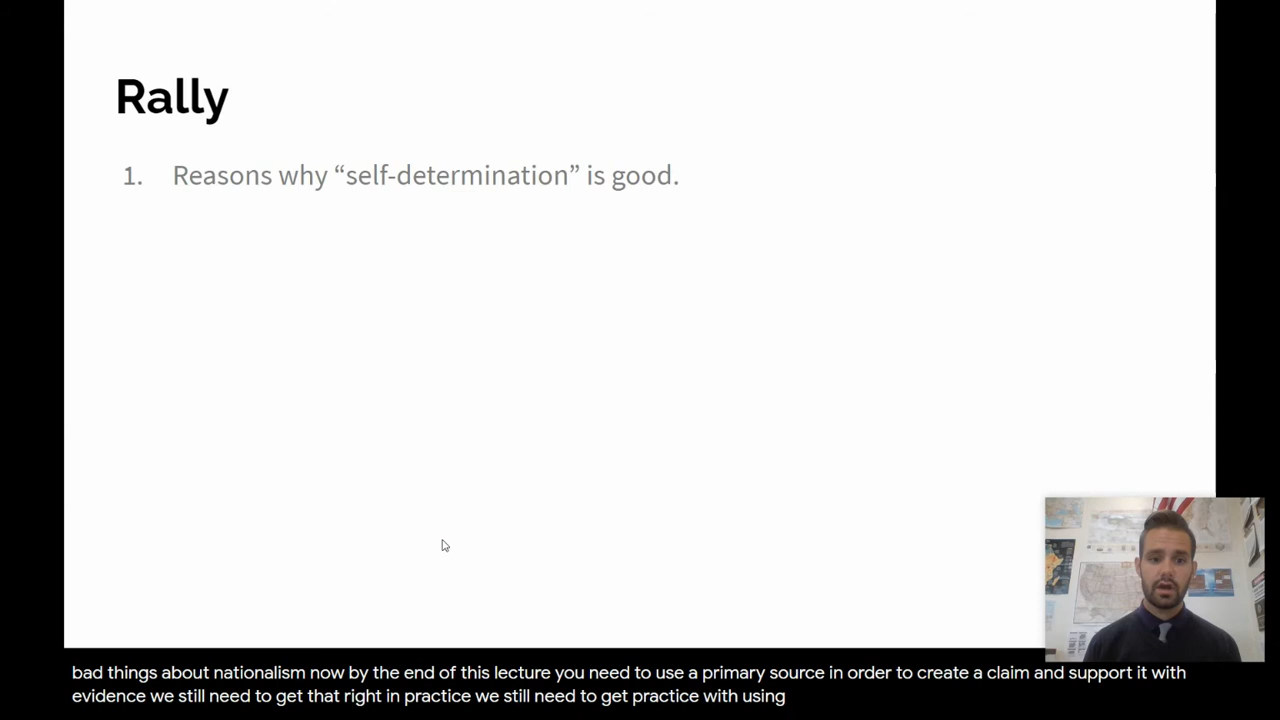 Rally
1. Reasons why “self-determination” is good.
bad things about nationalism now by the end of this lecture you need to use a primary source in order to create a claim and support it with
evidence we still need to get that right in practice we still need to get practice with using